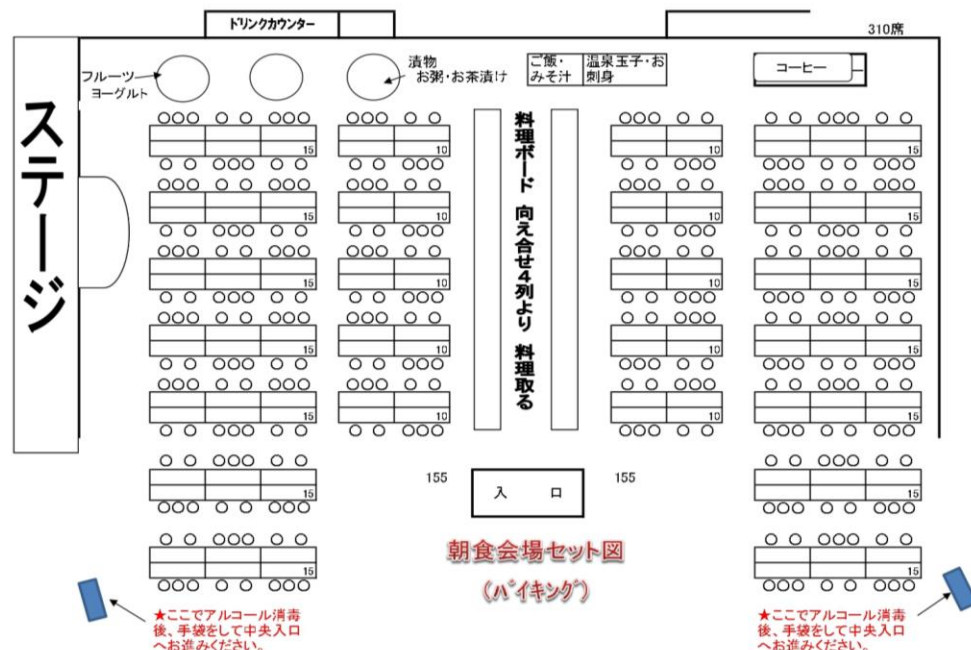 ドリンクカウンター
310席
フルーツ
ヨーグルト
漬物
お粥・お茶漬け
ご飯・
みそ汁
温泉玉子・お
刺身
コーヒー
ステージ
料理ボード 向え合せ4列より 料理取る
15
10
10
15
15
10
10
15
15
10
10
15
15
10
10
15
15
10
10
15
155
155
15
15
入 口
15
15
朝食会場セット図
(バイキング)
★ここでアルコール消毒
後、手袋をして中央入口
へお進みください。
★ここでアルコール消毒
後、手袋をして中央入口
へお進みください。